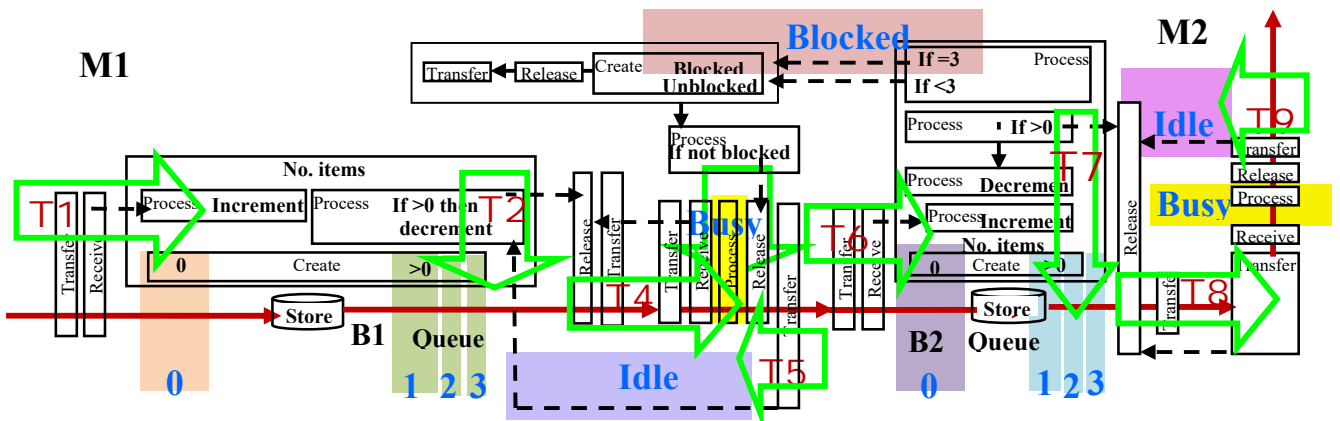 M1
Blocked
M2
Transfer
Release
Create
Blocked
Unblocked
If =3
If <3
Process
Process
If not blocked
Process
If >0
Idle
T9
Transfer
Release
Process
Busy
Receive
Transfer
No. items
T1
Process
Increment
Process
If >0 then
decrement
T2
Transfer
Receive
0
Create
>0
Release
Transfer
Busy
Transfer
Receive
Process
Release
Transfer
T4
T5
T6
Transfer
Receive
Process
Decremen
Process
Increment
No. items
0
Create
>0
T7
Release
Transfe
T8
Store
B1
Queue
0
1
2
3
Idle
B2
Store
Queue
0
1
2
3